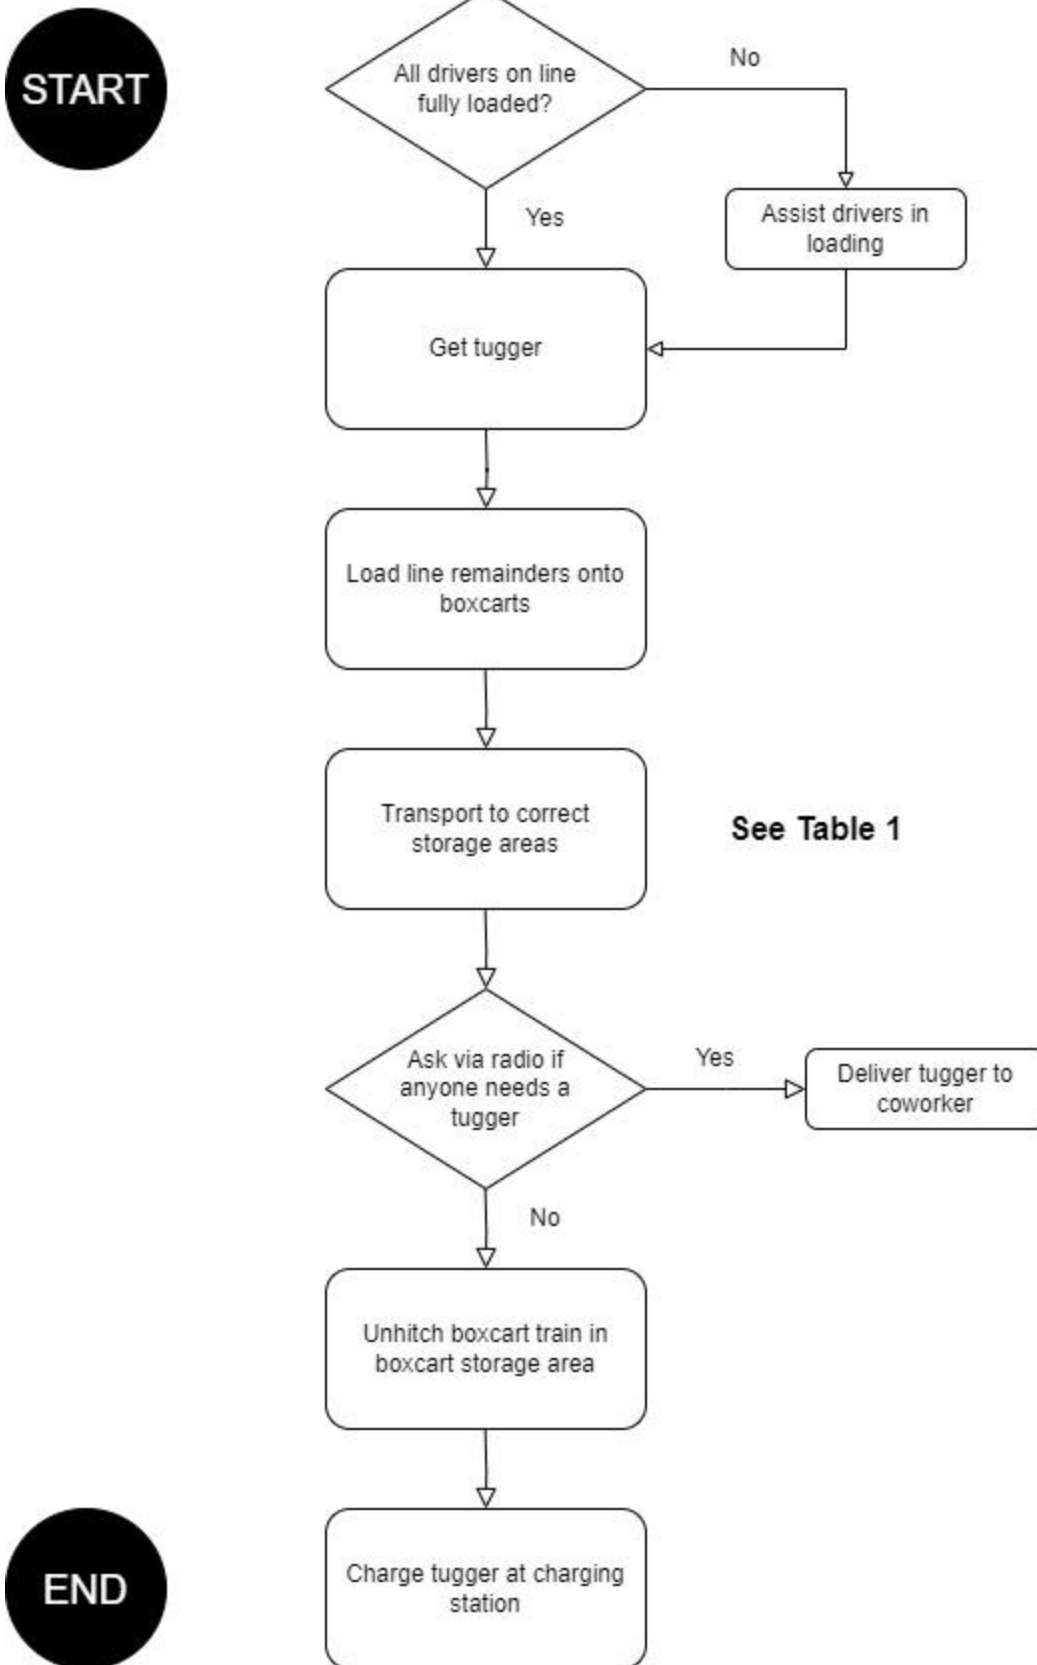 START
All drivers on line
fully loaded?
No
Yes
Assist drivers in
loading
Get tugger
Load line remainders onto
boxcarts
Transport to correct
storage areas
See Table 1
Ask via radio if
anyone needs a
tugger
Yes
Deliver tugger to
coworker
No
Unhitch boxcart train in
boxcart storage area
END
Charge tugger at charging
station